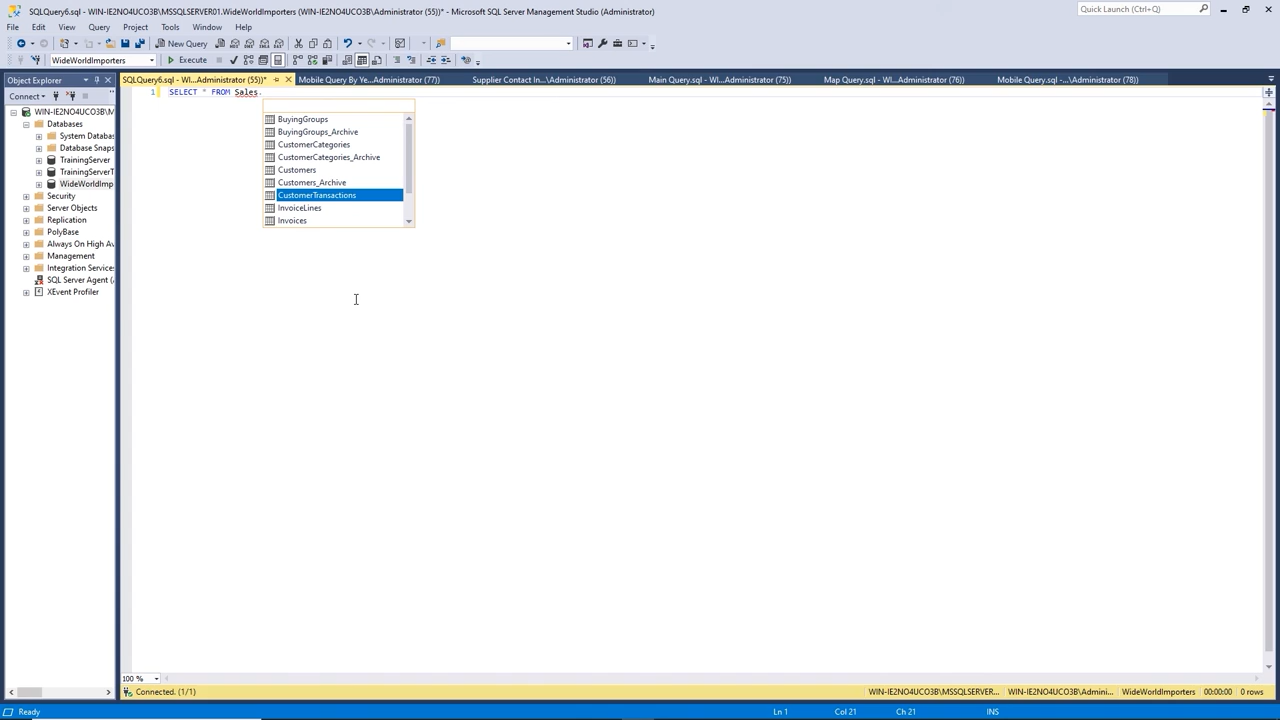 SQLQuery6.sql - WIN-IE2NO4UCO3B\MSSQLSERVER01.WideWorldImporters (WIN-IE2NO4UCO3B\Administrator (55))* - Microsoft SQL Server Management Studio (Administrator)
Quick Launch (Ctrl+Q)
File Edit View Query Project Tools Window Help
New Query
WideWorldImporters
Execute
Object Explorer
SQLQuery6.sql - WI...Administrator (55))*
Mobile Query By Ye...Administrator (77))
Supplier Contact In...\Administrator (56))
Main Query.sql - WI...Administrator (75))
Map Query.sql - WI...Administrator (76))
Mobile Query.sql -...\Administrator (78))
Connect
WIN-IE2NO4UCO3B\M
Databases
System Databas
Database Snaps
TrainingServer
TrainingServerT
WideWorldImp
Security
Server Objects
Replication
PolyBase
Always On High Av
Management
Integration Services
SQL Server Agent (
XEvent Profiler
1 SELECT * FROM Sales.
BuyingGroups
BuyingGroups_Archive
CustomerCategories
CustomerCategories_Archive
Customers
Customers_Archive
CustomerTransactions
InvoiceLines
Invoices
100 %
Connected. (1/1)
WIN-IE2NO4UCO3B\MSSQLSERVER...
WIN-IE2NO4UCO3B\Admini...
WideWorldImporters
00:00:00
0 rows
Ready
Ln 1
Col 21
Ch 21
INS